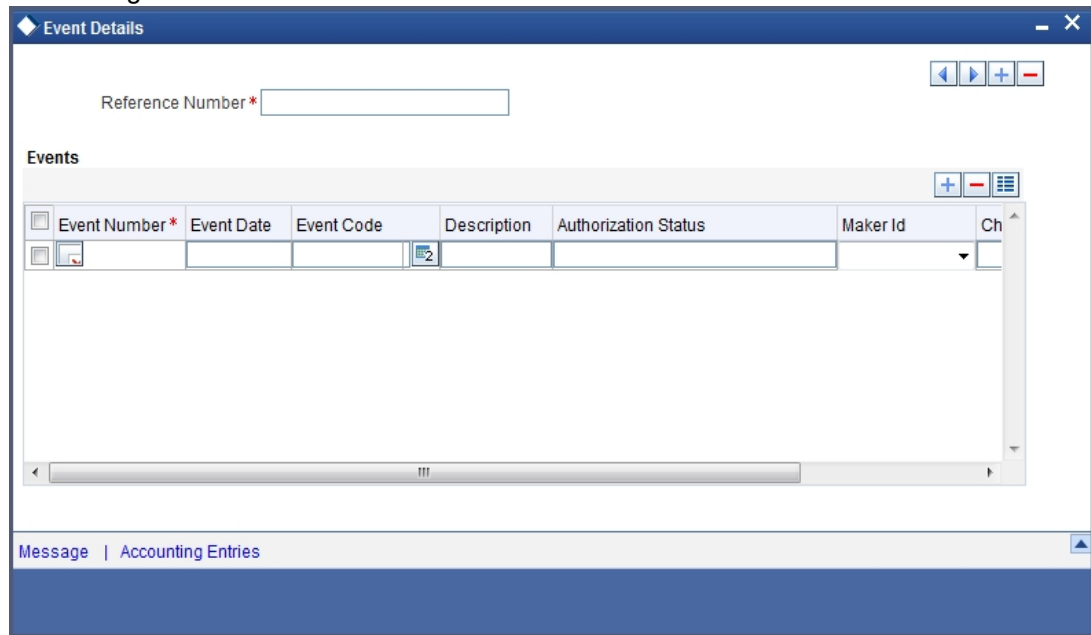 Event Details
Reference Number *
Events
Event Number * Event Date Event Code Description Authorization Status Maker Id Ch
2
Message | Accounting Entries